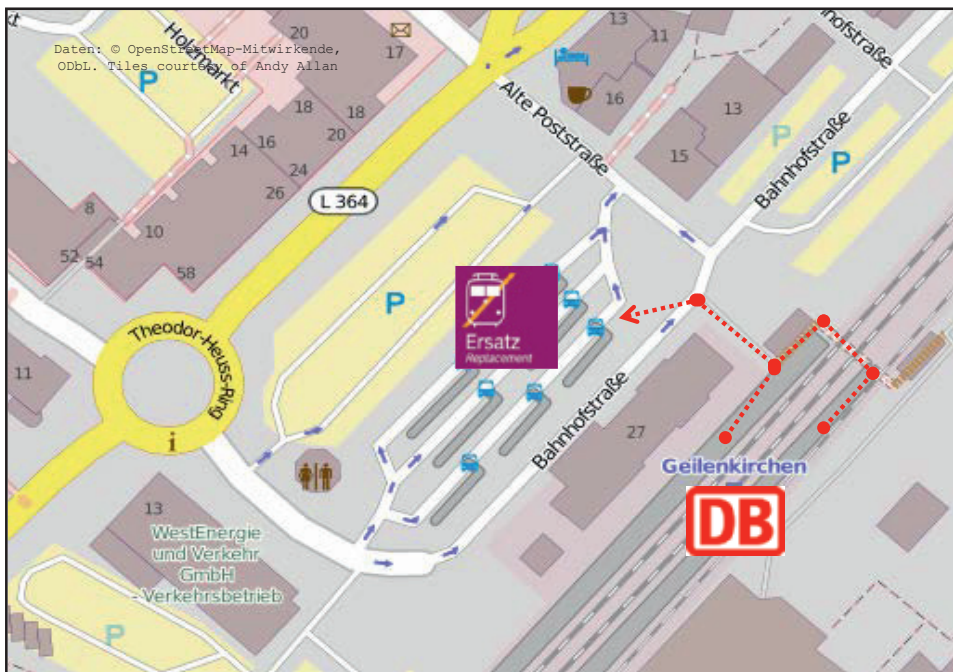 Daten: © OpenStreetMap-Mitwirkende,
ODbL. Tiles courtesy of Andy Allan
Holzmarkt
20
17
P
18
18
20
16
14
24
26
8
10
52
54
58
L 364
13
11
16
Alte Poststraße
13
15
P
P
Bahnhofstraße
Bahnhofstraße
P
Ersatz
Replacement
Theodor-Heuss-Ring
i
11
Bahnhofstraße
27
Geilenkirchen
DB
13
WestEnergie
und Verkehr
GmbH
- Verkehrsbetrieb
P